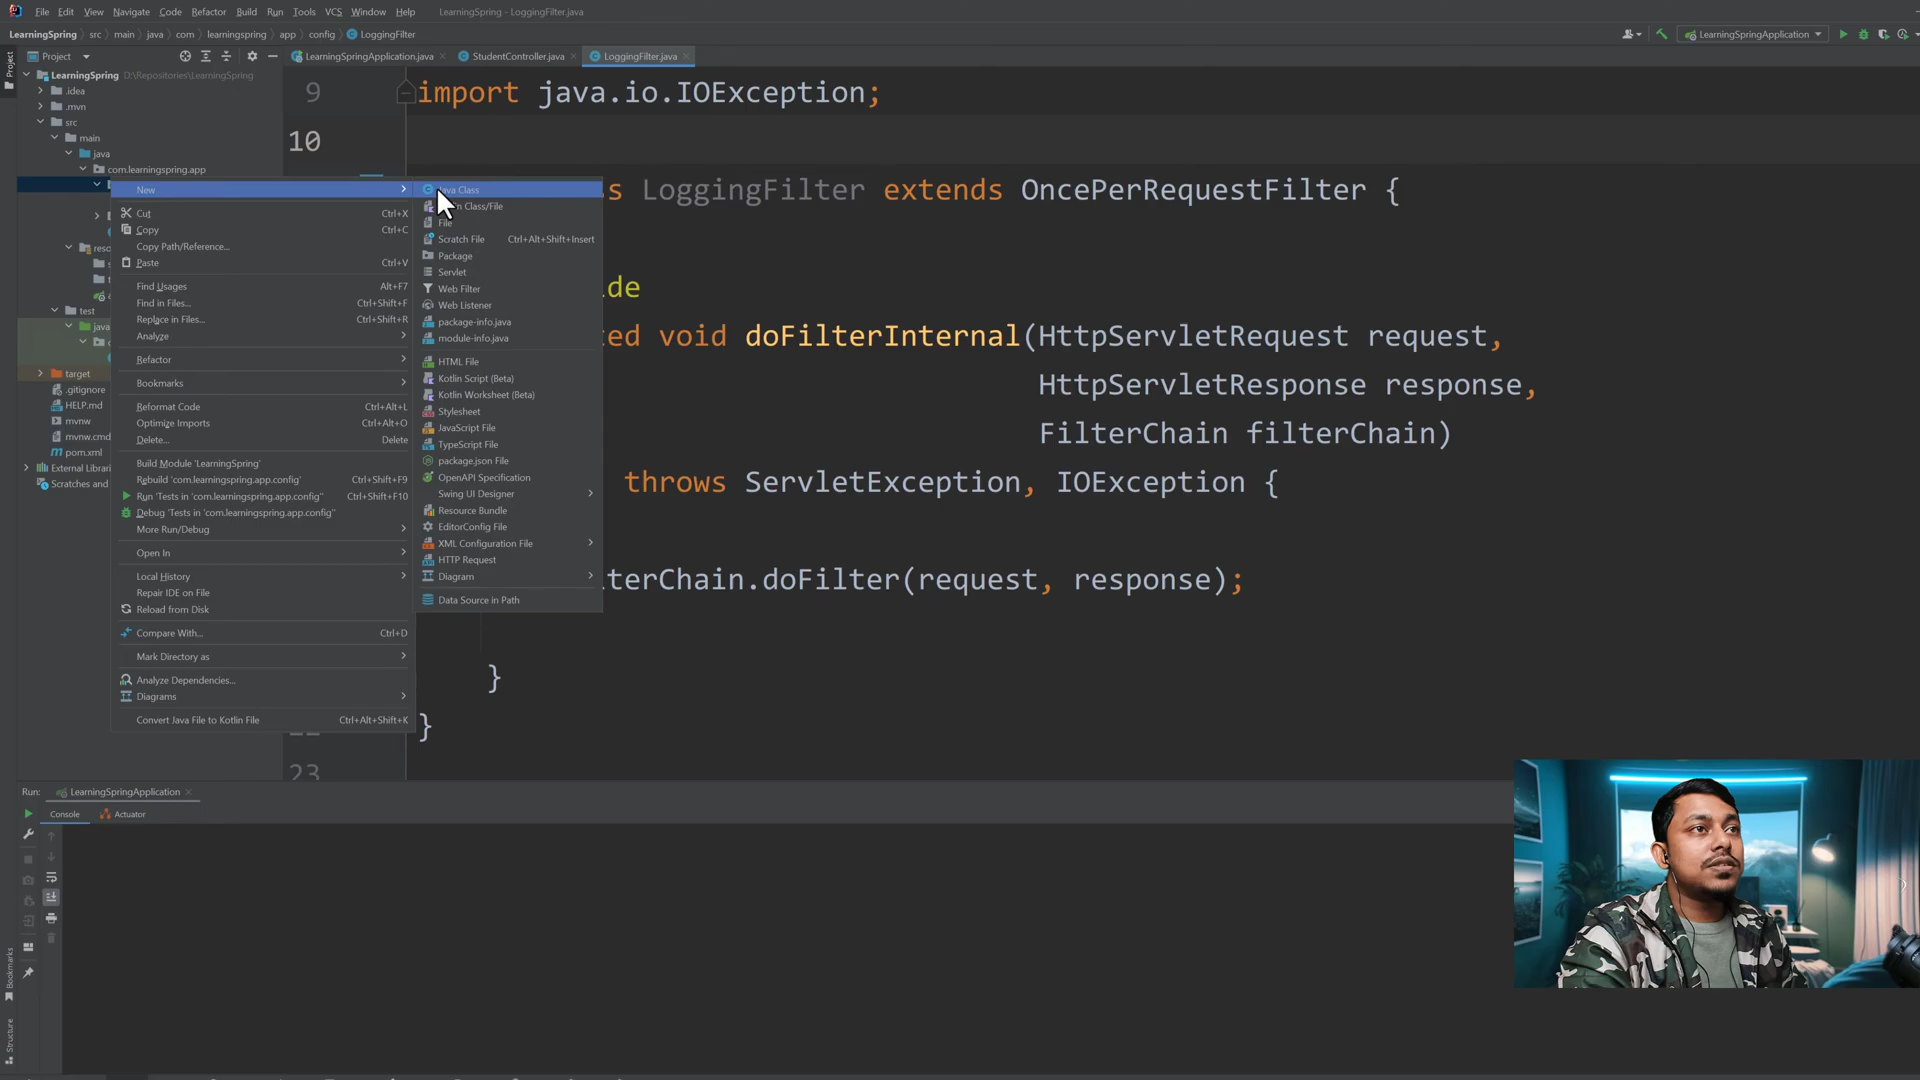 File Edit View Navigate Code Refactor Build Run Tools VCS Window Help LearningSpring - LoggingFilter.java
LearningSpring src main java com learningspring app config LoggingFilter LearningSpringApplication
Project LearningSpringApplication.java StudentController.java LoggingFilter.java
Project
LearningSpring D:\Repositories\LearningSpring
.idea
.mvn
src
main
java
com.learningspring.app
test
target
.gitignore
HELP.md
mvnw
mvnw.cmd
pom.xml
External Librari
Scratches and
New
Cut Ctrl+X
Copy Ctrl+C
Copy Path/Reference...
Paste Ctrl+V
Find Usages Alt+F7
Find in Files... Ctrl+Shift+F
Replace in Files... Ctrl+Shift+R
Analyze
Refactor
Bookmarks
Reformat Code Ctrl+Alt+L
Optimize Imports Ctrl+Alt+O
Delete... Delete
Build Module 'LearningSpring'
Rebuild 'com.learningspring.app.config' Ctrl+Shift+F9
Run 'Tests in 'com.learningspring.app.config'' Ctrl+Shift+F10
Debug 'Tests in 'com.learningspring.app.config''
More Run/Debug
Open In
Local History
Repair IDE on File
Reload from Disk
Compare With... Ctrl+D
Mark Directory as
Analyze Dependencies...
Diagrams
Convert Java File to Kotlin File Ctrl+Alt+Shift+K
Class
Class/File
File
Scratch File Ctrl+Alt+Shift+Insert
Package
Servlet
Web Filter
Web Listener
package-info.java
module-info.java
HTML File
Kotlin Script (Beta)
Kotlin Worksheet (Beta)
Stylesheet
JavaScript File
TypeScript File
package.json File
OpenAPI Specification
Swing UI Designer
Resource Bundle
EditorConfig File
XML Configuration File
HTTP Request
Diagram
Data Source in Path
9 import java.io.IOException;
10
s LoggingFilter extends OncePerRequestFilter {
de
ed void doFilterInternal(HttpServletRequest request,
HttpServletResponse response,
FilterChain filterChain)
throws ServletException, IOException {
terChain.doFilter(request, response);
}
}
23
Run: LearningSpringApplication
Console Actuator
Bookmarks
Structure